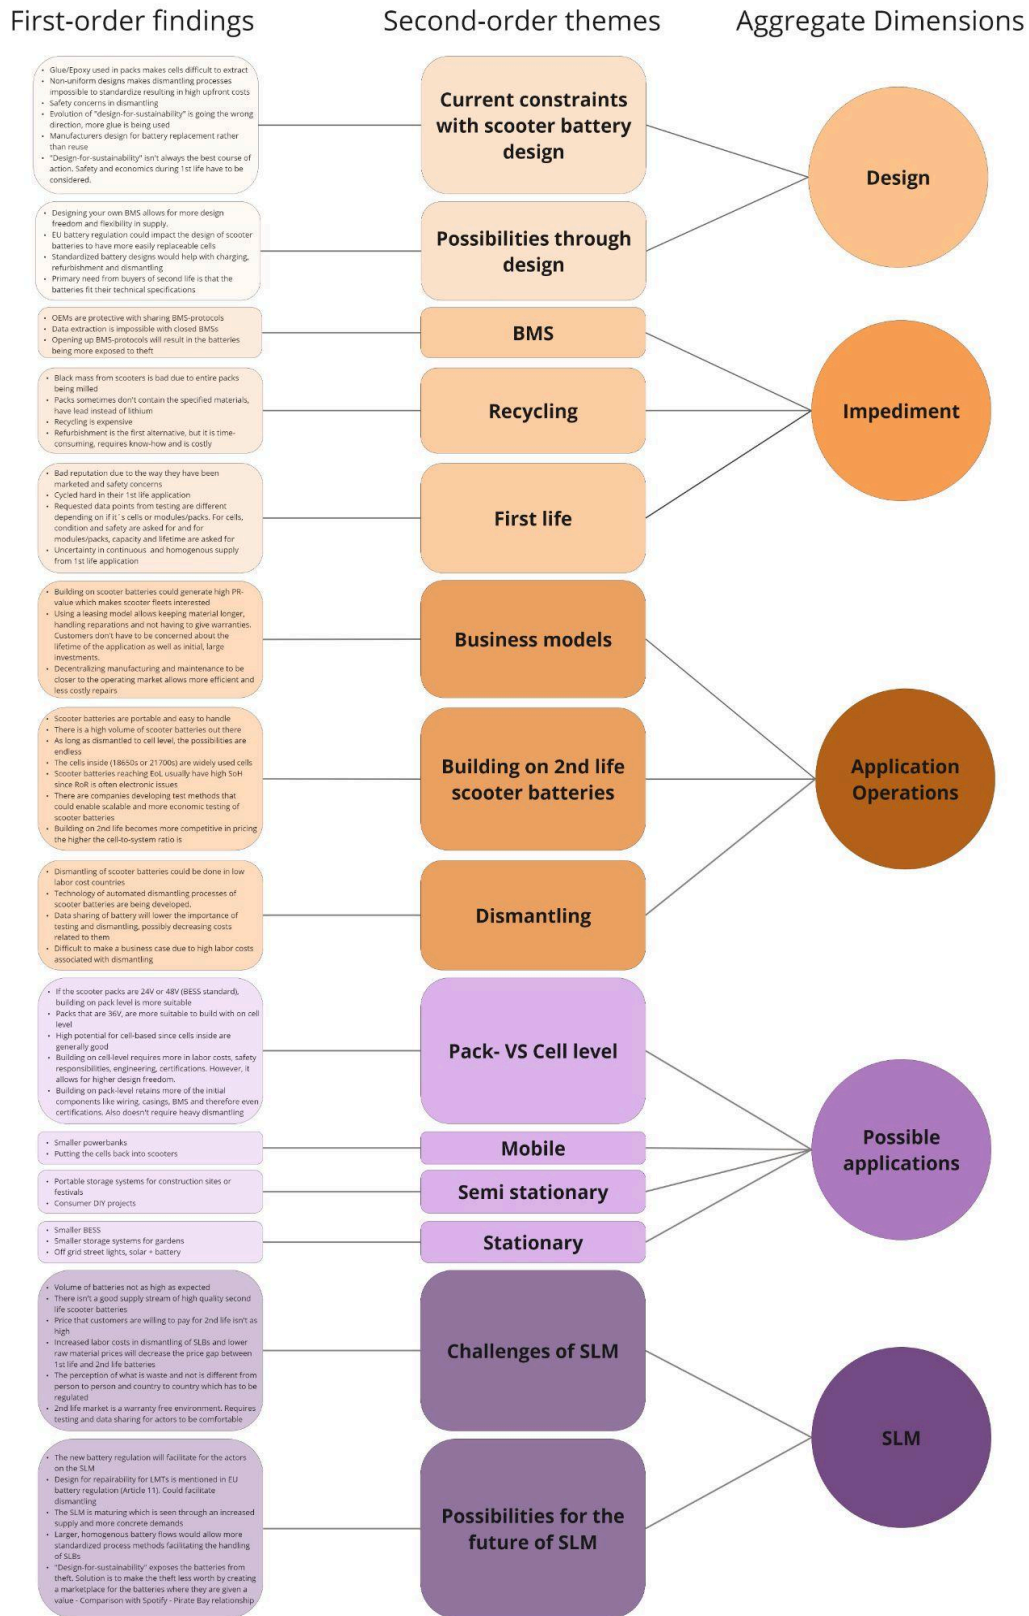 First-order findings
Second-order themes
Aggregate Dimensions
• Glue/Epoxy used in packs makes cells difficult to extract
• Non-uniform designs makes dismantling processes
impossible to standardize resulting in high upfront costs
• Safety concerns in dismantling
• Evolution of "design-for-sustainability" is going the wrong
direction, more glue is being used
• Manufacturers design for battery replacement rather
than reuse
• "Design-for-sustainability" isn't always the best course of
action. Safety and economics during 1st life have to be
considered.
Current constraints
with scooter battery
design
Design
• Designing your own BMS allows for more design
freedom and flexibility in supply.
• EU battery regulation could impact the design of scooter
batteries to have more easily replaceable cells
• Standardized battery designs would help with charging,
refurbishment and dismantling
• Primary need from buyers of second life is that the
batteries fit their technical specifications
Possibilities through
design
• OEMs are protective with sharing BMS-protocols
• Data extraction is impossible with closed BMSs
• Opening up BMS-protocols will result in the batteries
being more exposed to theft
BMS
• Black mass from scooters is bad due to entire packs
being milled
• Packs sometimes don't contain the specified materials,
have lead instead of lithium
• Recycling is expensive
• Refurbishment is the first alternative, but it is time-
consuming, requires know-how and is costly
Recycling
Impediment
• Bad reputation due to the way they have been
marketed and safety concerns
• Cycled hard in their 1st life application
• Requested data points from testing are different
depending on if it´s cells or modules/packs. For cells,
condition and safety are asked for and for
modules/packs, capacity and lifetime are asked for
• Uncertainty in continuous and homogenous supply
from 1st life application
First life
• Building on scooter batteries could generate high PR-
value which makes scooter fleets interested
• Using a leasing model allows keeping material longer,
handling reparations and not having to give warranties.
Customers don't have to be concerned about the
lifetime of the application as well as initial, large
investments.
• Decentralizing manufacturing and maintenance to be
closer to the operating market allows more efficient and
less costly repairs
Business models
• Scooter batteries are portable and easy to handle
• There is a high volume of scooter batteries out there
• As long as dismantled to cell level, the possibilities are
endless
• The cells inside (18650s or 21700s) are widely used cells
• Scooter batteries reaching EoL usually have high SoH
since RoR is often electronic issues
• There are companies developing test methods that
could enable scalable and more economic testing of
scooter batteries
• Building on 2nd life becomes more competitive in pricing
the higher the cell-to-system ratio is
Building on 2nd life
scooter batteries
Application
Operations
• Dismantling of scooter batteries could be done in low
labor cost countries
• Technology of automated dismantling processes of
scooter batteries are being developed.
• Data sharing of battery will lower the importance of
testing and dismantling, possibly decreasing costs
related to them
• Difficult to make a business case due to high labor costs
associated with dismantling
Dismantling
• If the scooter packs are 24V or 48V (BESS standard),
building on pack level is more suitable
• Packs that are 36V, are more suitable to build with on cell
level
• High potential for cell-based since cells inside are
generally good
• Building on cell-level requires more in labor costs, safety
responsibilities, engineering, certifications. However, it
allows for higher design freedom.
• Building on pack-level retains more of the initial
components like wiring, casings, BMS and therefore even
certifications. Also doesn't require heavy dismantling
Pack- VS Cell level
• Smaller powerbanks
• Putting the cells back into scooters
Mobile
Possible
applications
• Portable storage systems for construction sites or
festivals
• Consumer DIY projects
Semi stationary
• Smaller BESS
• Smaller storage systems for gardens
• Off grid street lights, solar + battery
Stationary
• Volume of batteries not as high as expected
• There isn't a good supply stream of high quality second
life scooter batteries
• Price that customers are willing to pay for 2nd life isn't as
high
• Increased labor costs in dismantling of SLBs and lower
raw material prices will decrease the price gap between
1st life and 2nd life batteries
• The perception of what is waste and not is different from
person to person and country to country which has to be
regulated
• 2nd life market is a warranty free environment. Requires
testing and data sharing for actors to be comfortable
Challenges of SLM
SLM
• The new battery regulation will facilitate for the actors
on the SLM
• Design for repairability for LMTs is mentioned in EU
battery regulation (Article 11). Could facilitate
dismantling
• The SLM is maturing which is seen through an increased
supply and more concrete demands
• Larger, homogenous battery flows would allow more
standardized process methods facilitating the handling
of SLBs
• "Design-for-sustainability" exposes the batteries from
theft. Solution is to make the theft less worth by creating
a marketplace for the batteries where they are given a
value - Comparison with Spotify - Pirate Bay relationship
Possibilities for the
future of SLM